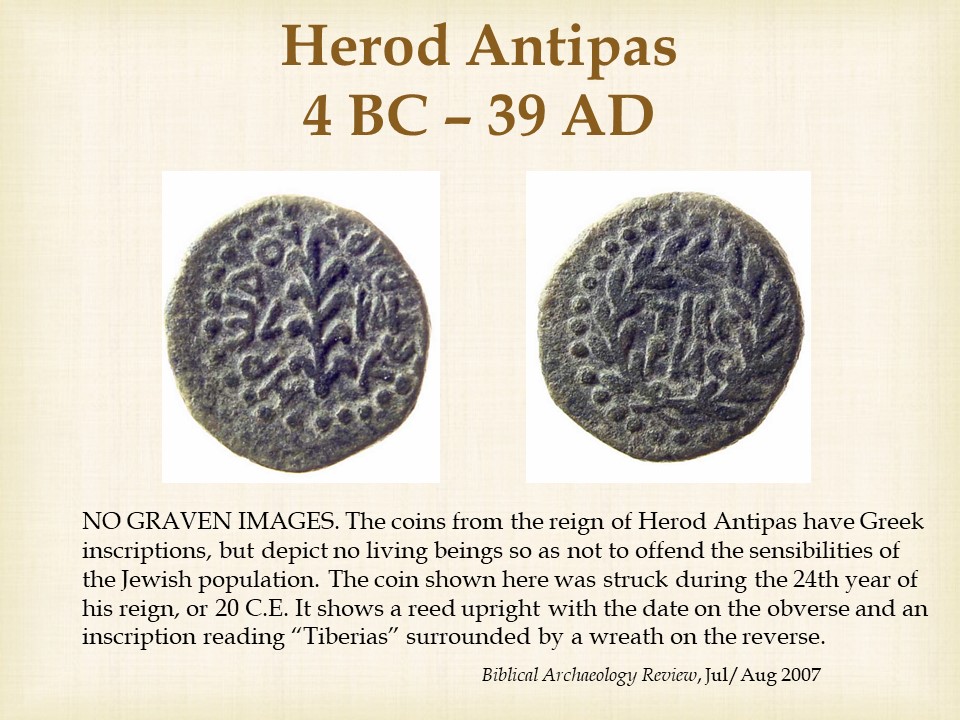 Herod Antipas
4 BC – 39 AD
TIBE
PIAC
NO GRAVEN IMAGES. The coins from the reign of Herod Antipas have Greek
inscriptions, but depict no living beings so as not to offend the sensibilities of
the Jewish population. The coin shown here was struck during the 24th year of
his reign, or 20 C.E. It shows a reed upright with the date on the obverse and an
inscription reading “Tiberias” surrounded by a wreath on the reverse.
Biblical Archaeology Review, Jul/Aug 2007